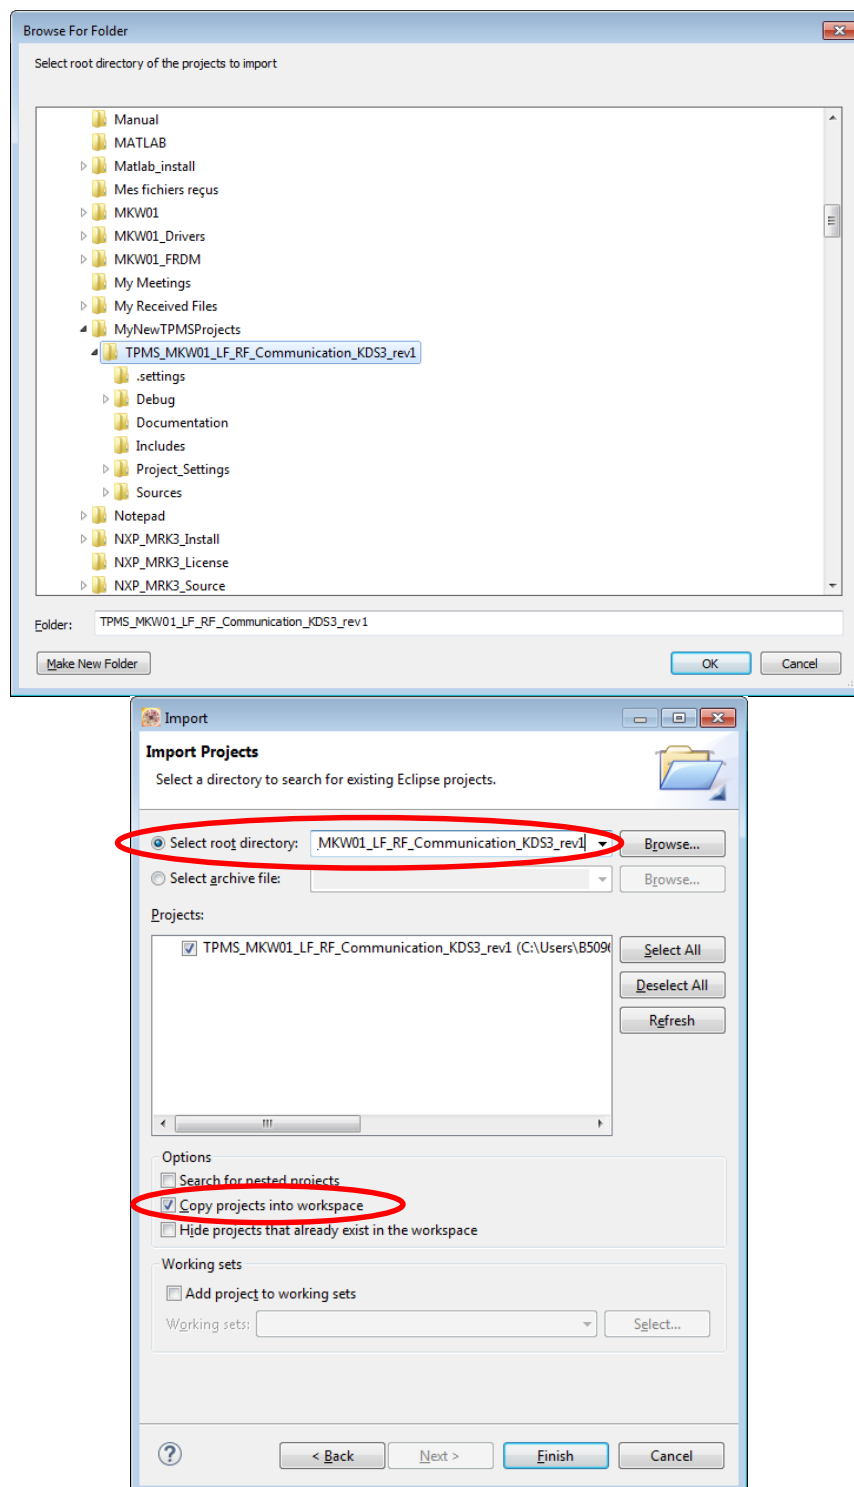 Browse For Folder
Select root directory of the projects to import
Manual
MATLAB
Matlab_install
Mes fichiers reçus
MKW01
MKW01_Drivers
MKW01_FRDM
My Meetings
My Received Files
MyNewTPMSProjects
TPMS_MKW01_LF_RF_Communication_KDS3_rev1
.settings
Debug
Documentation
Includes
Project_Settings
Sources
Notepad
NXP_MRK3_Install
NXP_MRK3_License
NXP_MRK3_Source
Folder: TPMS_MKW01_LF_RF_Communication_KDS3_rev1
Make New Folder OK Cancel
Import
Import Projects
Select a directory to search for existing Eclipse projects.
Select root directory: _MKW01_LF_RF_Communication_KDS3_rev1 Browse...
Select archive file: Browse...
Projects:
TPMS_MKW01_LF_RF_Communication_KDS3_rev1 (C:\Users\B5096
Select All
Deselect All
Refresh
Options
Search for nested projects
Copy projects into workspace
Hide projects that already exist in the workspace
Working sets
Add project to working sets
Working sets: Select...
? < Back Next > Finish Cancel